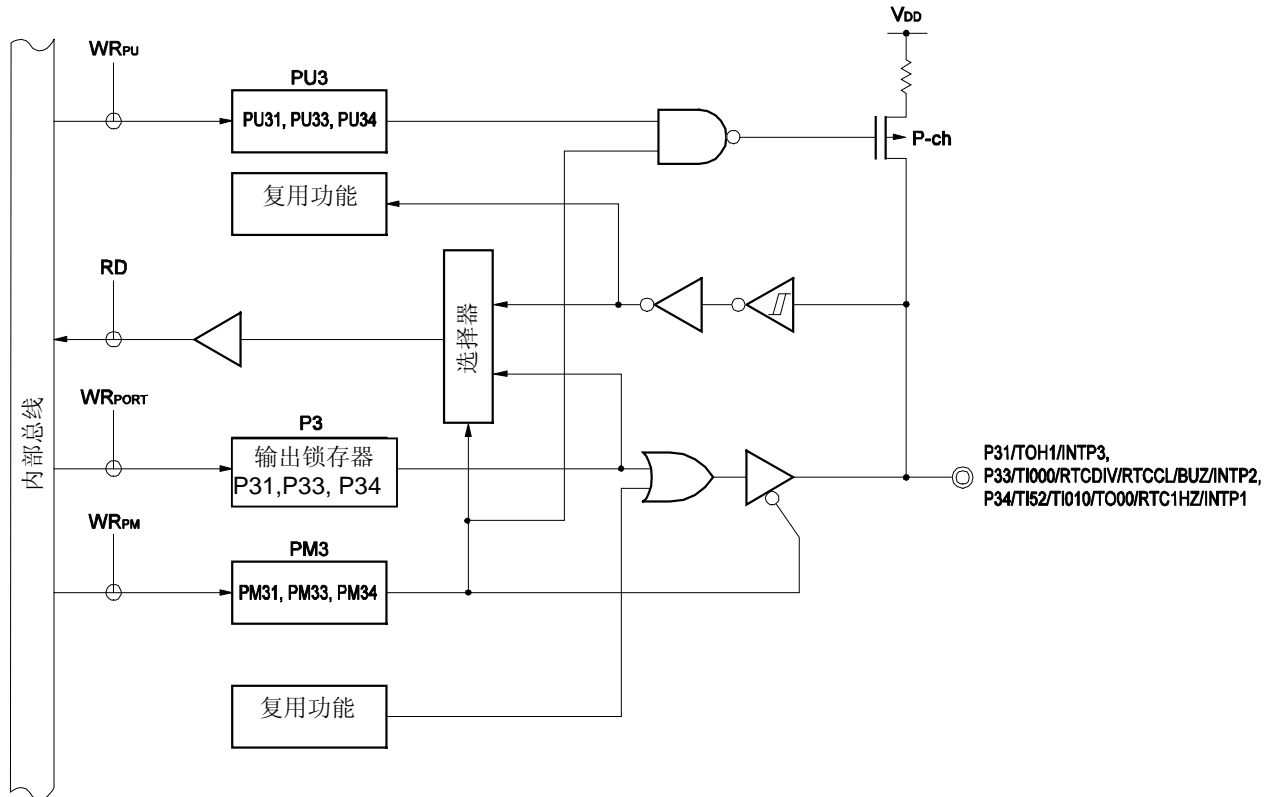 VDD
WRPU
PU3
PU31, PU33, PU34
P-ch
复用功能
RD
选择器
内部总线
WRPORT
P3
输出锁存器
P31,P33, P34
P31/TOH1/INTP3,
P33/TI000/RTCDIV/RTCCL/BUZ/INTP2,
P34/TI52/TI010/TO00/RTC1HZ/INTP1
WRPM
PM3
PM31, PM33, PM34
复用功能